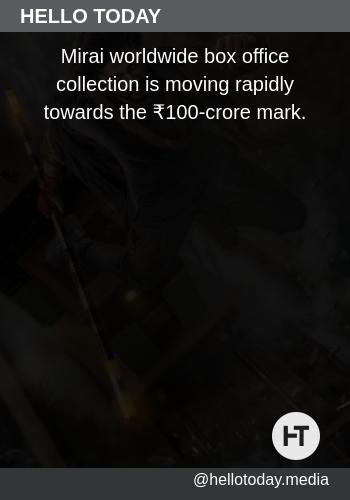 HELLO TODAY
Mirai worldwide box office
collection is moving rapidly
towards the ₹100-crore mark.
HT
@hellotoday.media